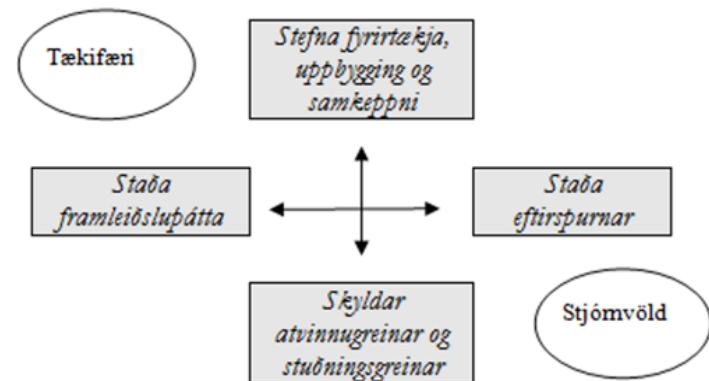 Tækifæri
Stefna fyrirtækja,
uppbygging og
samkeppni
Staða
framleiðsluþátta
Staða
eftirspurnar
Skyldar
atvinnugreinar og
stuðningsgreinar
Stjórnvöld